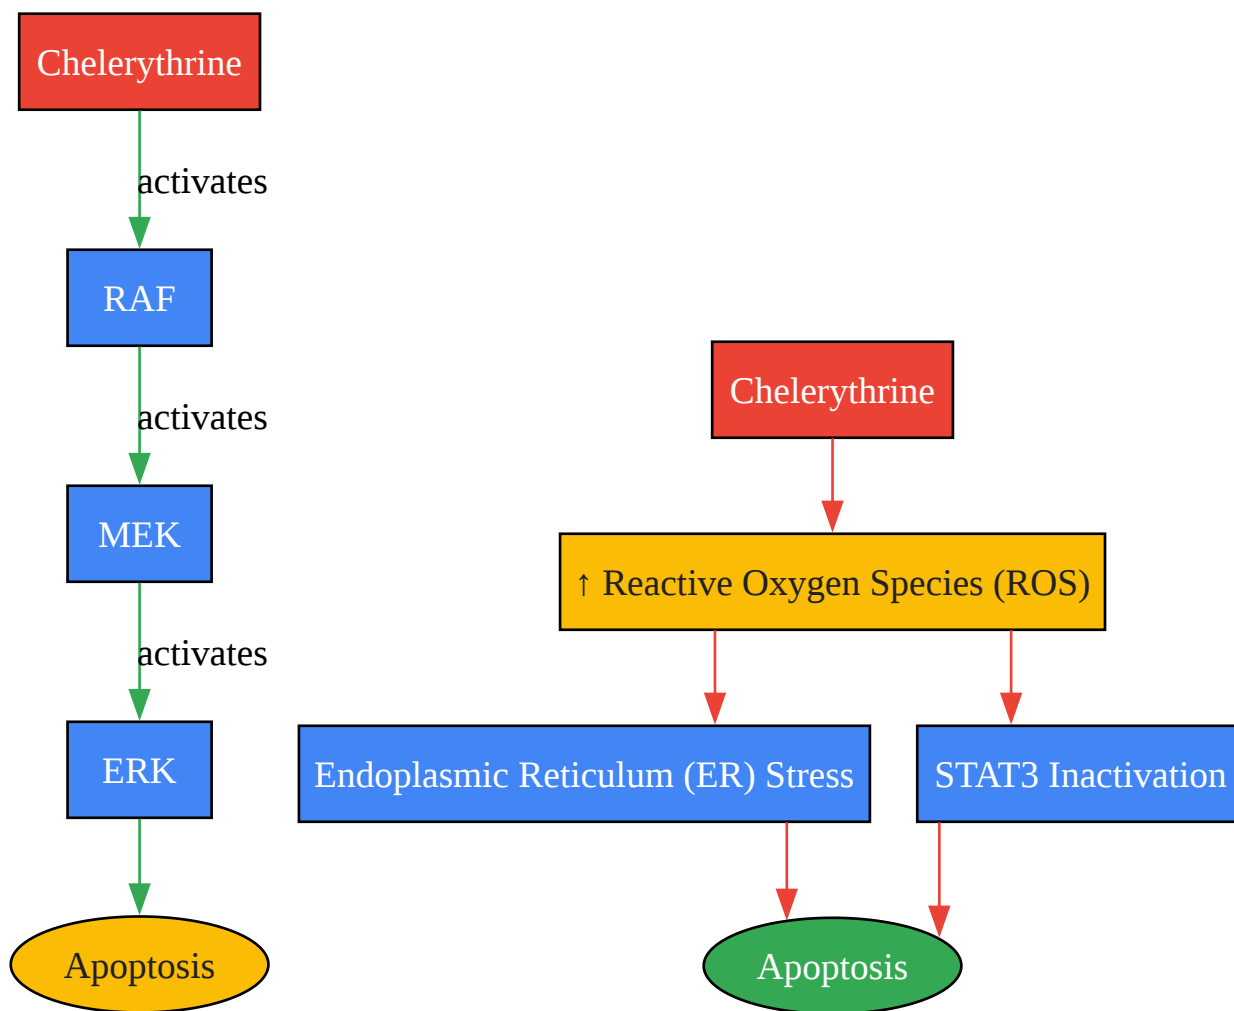 Chelerythrine
activates
RAF
activates
MEK
activates
ERK
Apoptosis
Chelerythrine
↑ Reactive Oxygen Species (ROS)
Endoplasmic Reticulum (ER) Stress
STAT3 Inactivation
Apoptosis